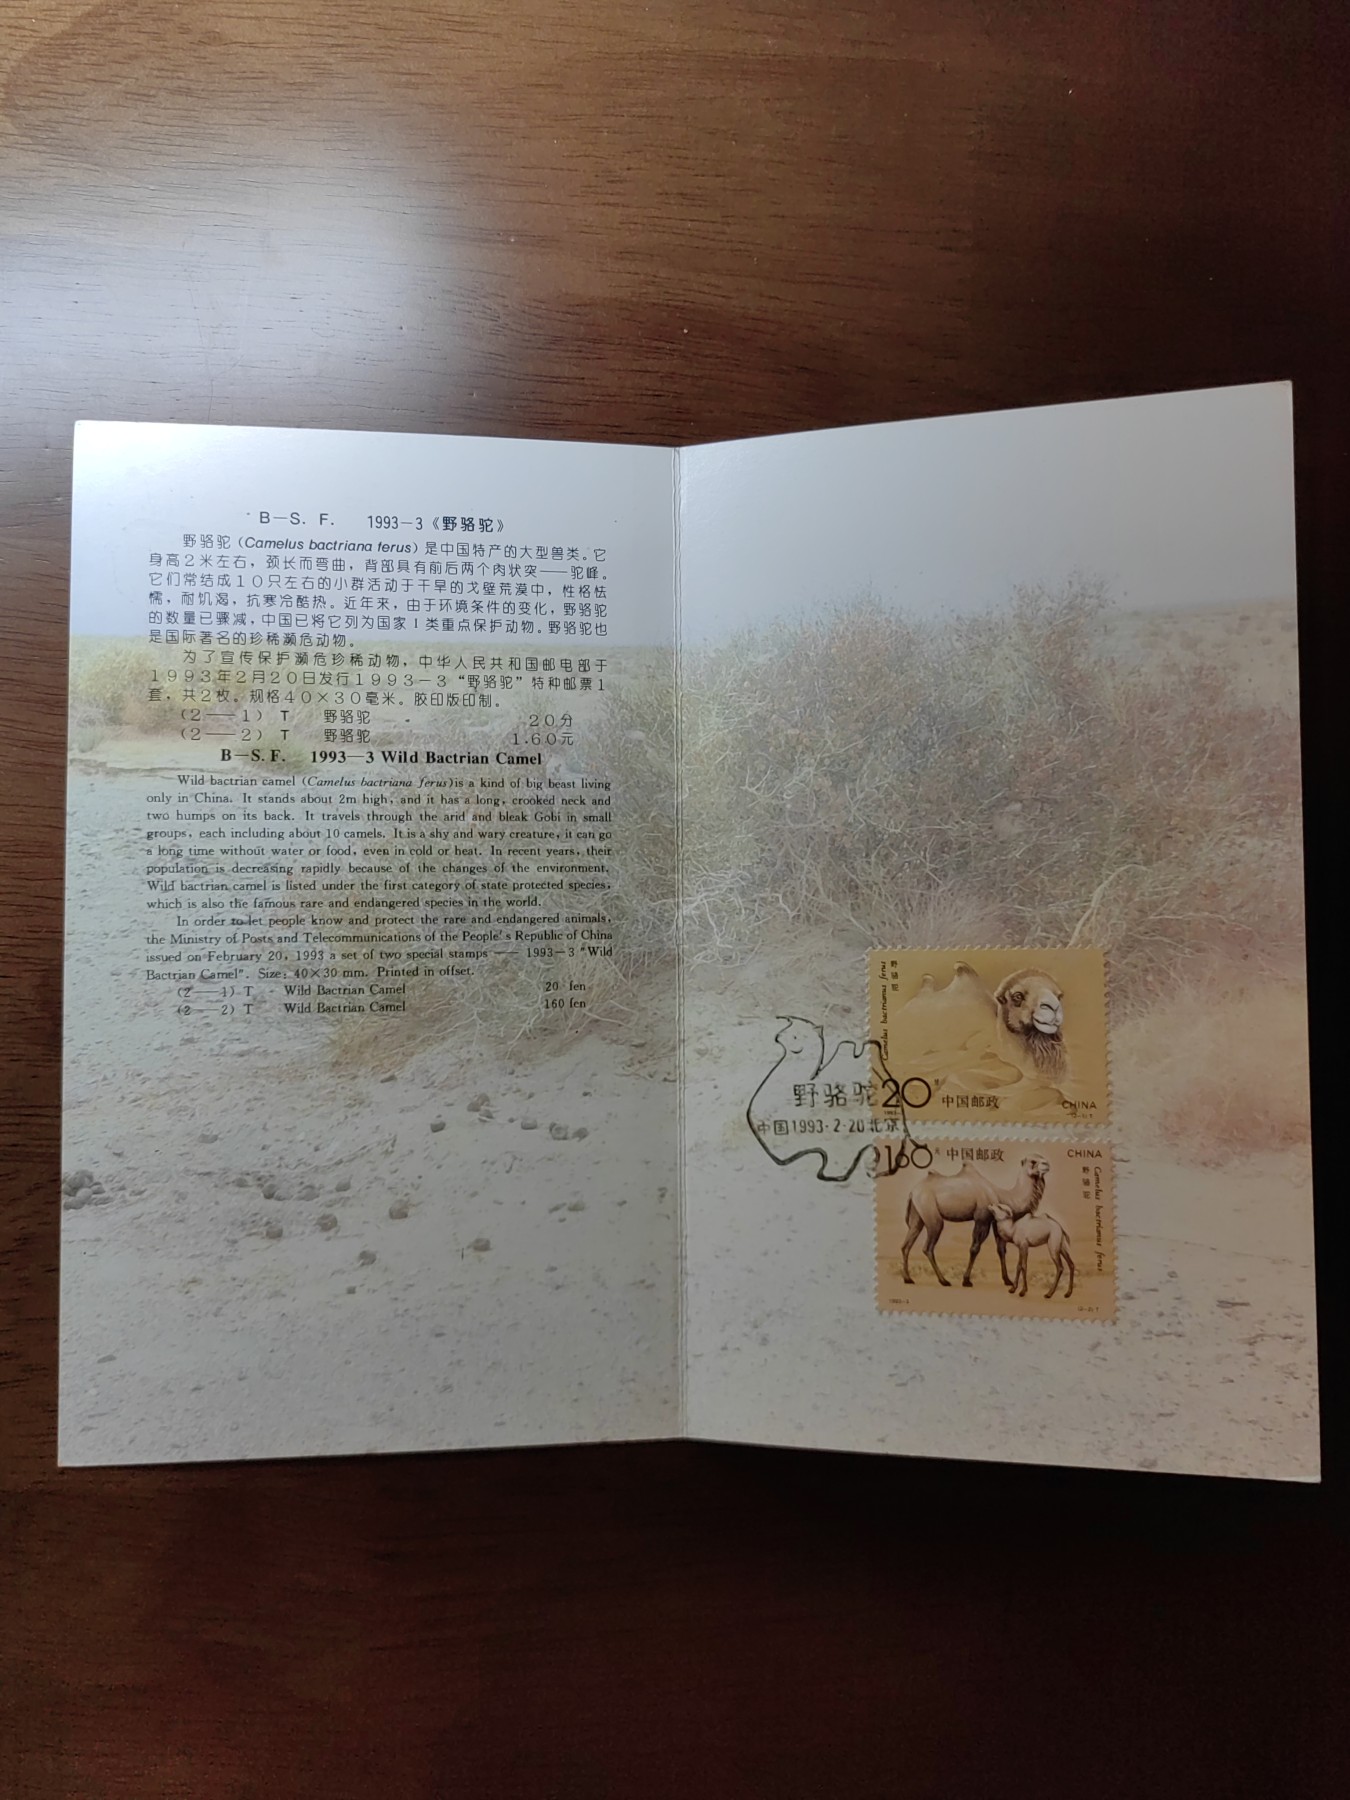 B—S. F. 1993—3《野骆驼》
野骆驼（Camelus bactriana ferus）是中国特产的大型兽类。它
身高2米左右，颈长而弯曲，背部具有前后两个肉状突——驼峰。
它们常结成10只左右的小群活动于干旱的戈壁荒漠中，性格怯
懦，耐饥渴，抗寒冷酷热。近年来，由于环境条件的变化，野骆驼
的数量已骤减，中国已将它列为国家Ⅰ类重点保护动物。野骆驼也
是国际著名的珍稀濒危动物。
为了宣传保护濒危珍稀动物，中华人民共和国邮电部于
1993年2月20日发行1993—3“野骆驼”特种邮票1
套，共2枚。规格40×30毫米。胶印版印制。
（2——1） T 野骆驼 20分
（2——2） T 野骆驼 1.60元
B—S. F. 1993—3 Wild Bactrian Camel
Wild bactrian camel (Camelus bactriana ferus)is a kind of big beast living
only in China. It stands about 2m high, and it has a long, crooked neck and
two humps on its back. It travels through the arid and bleak Gobi in small
groups, each including about 10 camels. It is a shy and wary creature, it can go
a long time without water or food, even in cold or heat. In recent years, their
population is decreasing rapidly because of the changes of the environment.
Wild bactrian camel is listed under the first category of state protected species,
which is also the famous rare and endangered species in the world.
In order to let people know and protect the rare and endangered animals,
the Ministry of Posts and Telecommunications of the People's Republic of China
issued on February 20, 1993 a set of two special stamps —— 1993—3 "Wild
Bactrian Camel". Size: 40×30 mm. Printed in offset.
(2——1) T Wild Bactrian Camel 20 fen
(2——2) T Wild Bactrian Camel 160 fen
野骆驼
Camelus bactrianus ferus
20 中国邮政 CHINA
野骆驼
中国1993·2·20北京
160 中国邮政 CHINA
野骆驼
Camelus bactrianus ferus
1993-3
(2-2)T